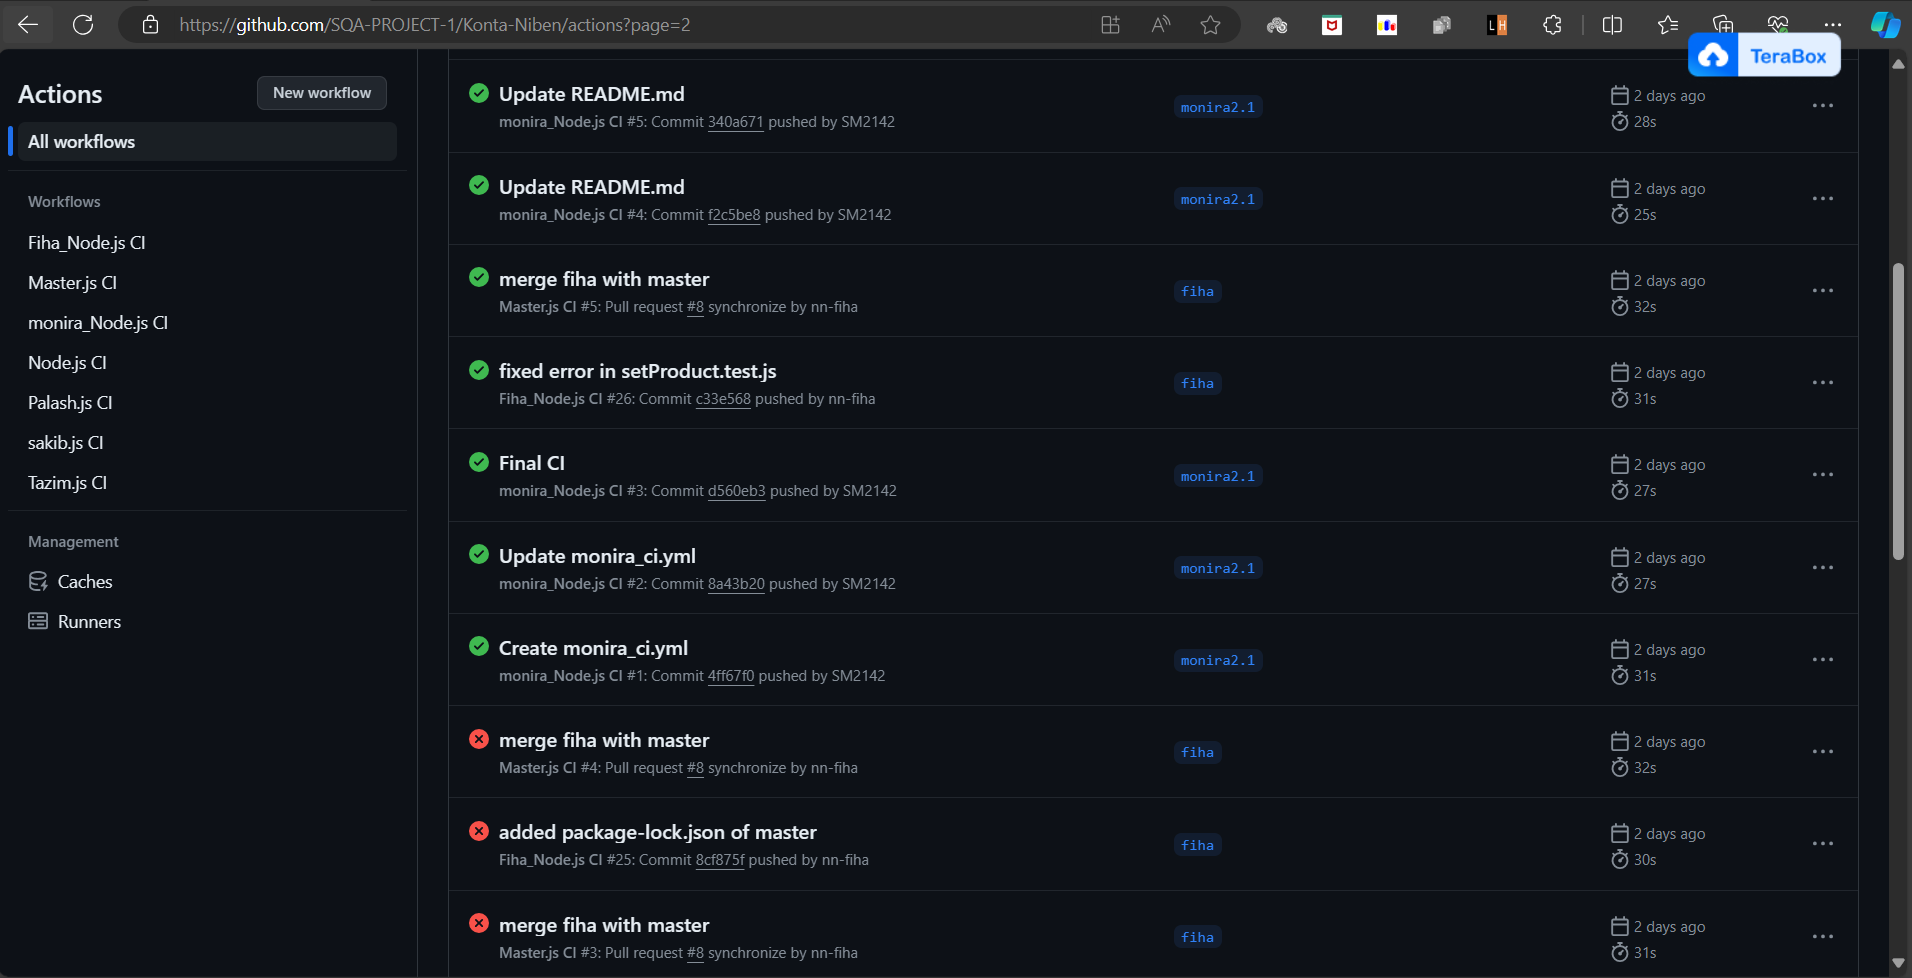 https://github.com/SQA-PROJECT-1/Konta-Niben/actions?page=2
TeraBox
Actions
New workflow
All workflows
Workflows
Fiha_Node.js CI
Master.js CI
monira_Node.js CI
Node.js CI
Palash.js CI
sakib.js CI
Tazim.js CI
Management
Caches
Runners
Update README.md
monira_Node.js CI #5: Commit 340a671 pushed by SM2142
monira2.1
2 days ago
28s
Update README.md
monira_Node.js CI #4: Commit f2c5be8 pushed by SM2142
monira2.1
2 days ago
25s
merge fiha with master
Master.js CI #5: Pull request #8 synchronize by nn-fiha
fiha
2 days ago
32s
fixed error in setProduct.test.js
Fiha_Node.js CI #26: Commit c33e568 pushed by nn-fiha
fiha
2 days ago
31s
Final CI
monira_Node.js CI #3: Commit d560eb3 pushed by SM2142
monira2.1
2 days ago
27s
Update monira_ci.yml
monira_Node.js CI #2: Commit 8a43b20 pushed by SM2142
monira2.1
2 days ago
27s
Create monira_ci.yml
monira_Node.js CI #1: Commit 4ff67f0 pushed by SM2142
monira2.1
2 days ago
31s
merge fiha with master
Master.js CI #4: Pull request #8 synchronize by nn-fiha
fiha
2 days ago
32s
added package-lock.json of master
Fiha_Node.js CI #25: Commit 8cf875f pushed by nn-fiha
fiha
2 days ago
30s
merge fiha with master
Master.js CI #3: Pull request #8 synchronize by nn-fiha
fiha
2 days ago
31s